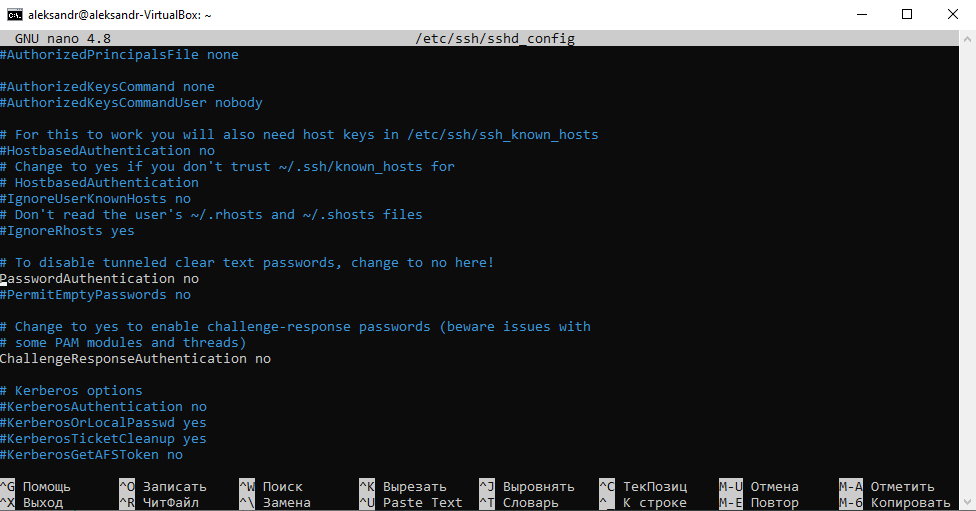 aleksandr@aleksandr-VirtualBox: ~
GNU nano 4.8 /etc/ssh/sshd_config
#AuthorizedPrincipalsFile none
#AuthorizedKeysCommand none
#AuthorizedKeysCommandUser nobody
# For this to work you will also need host keys in /etc/ssh/ssh_known_hosts
#HostbasedAuthentication no
# Change to yes if you don't trust ~/.ssh/known_hosts for
# HostbasedAuthentication
#IgnoreUserKnownHosts no
# Don't read the user's ~/.rhosts and ~/.shosts files
#IgnoreRhosts yes
# To disable tunneled clear text passwords, change to no here!
PasswordAuthentication no
#PermitEmptyPasswords no
# Change to yes to enable challenge-response passwords (beware issues with
# some PAM modules and threads)
ChallengeResponseAuthentication no
# Kerberos options
#KerberosAuthentication no
#KerberosOrLocalPasswd yes
#KerberosTicketCleanup yes
#KerberosGetAFSToken no
^G Помощь ^O Записать ^W Поиск ^K Вырезать ^J Выровнять ^C ТекПозиц M-U Отмена M-A Отметить
^X Выход ^R ЧитФайл ^\ Замена ^U Paste Text ^T Словарь ^_ К строке M-E Повтор M-6 Копировать